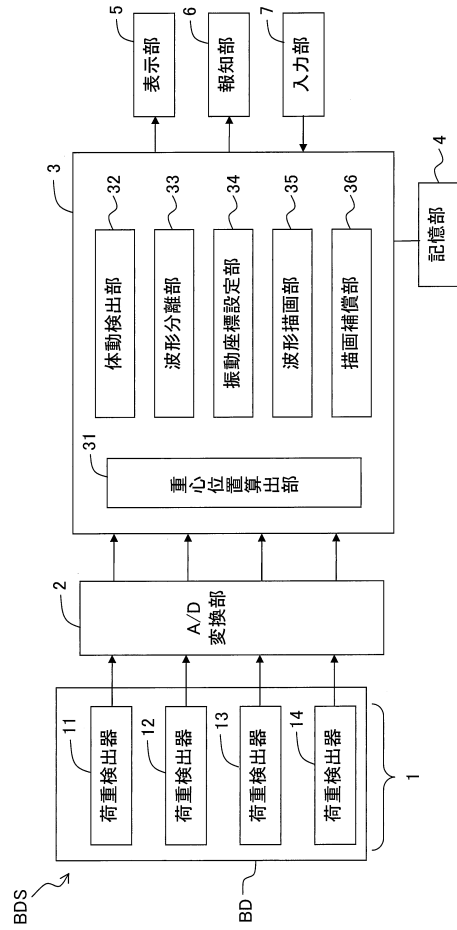 BDS
BD
1
荷重検出器
11
荷重検出器
12
荷重検出器
13
荷重検出器
14
A/D
変換部
2
3
重心位置算出部
31
体動検出部
32
波形分離部
33
振動座標設定部
34
波形描画部
35
描画補償部
36
記憶部
4
表示部
5
報知部
6
入力部
7